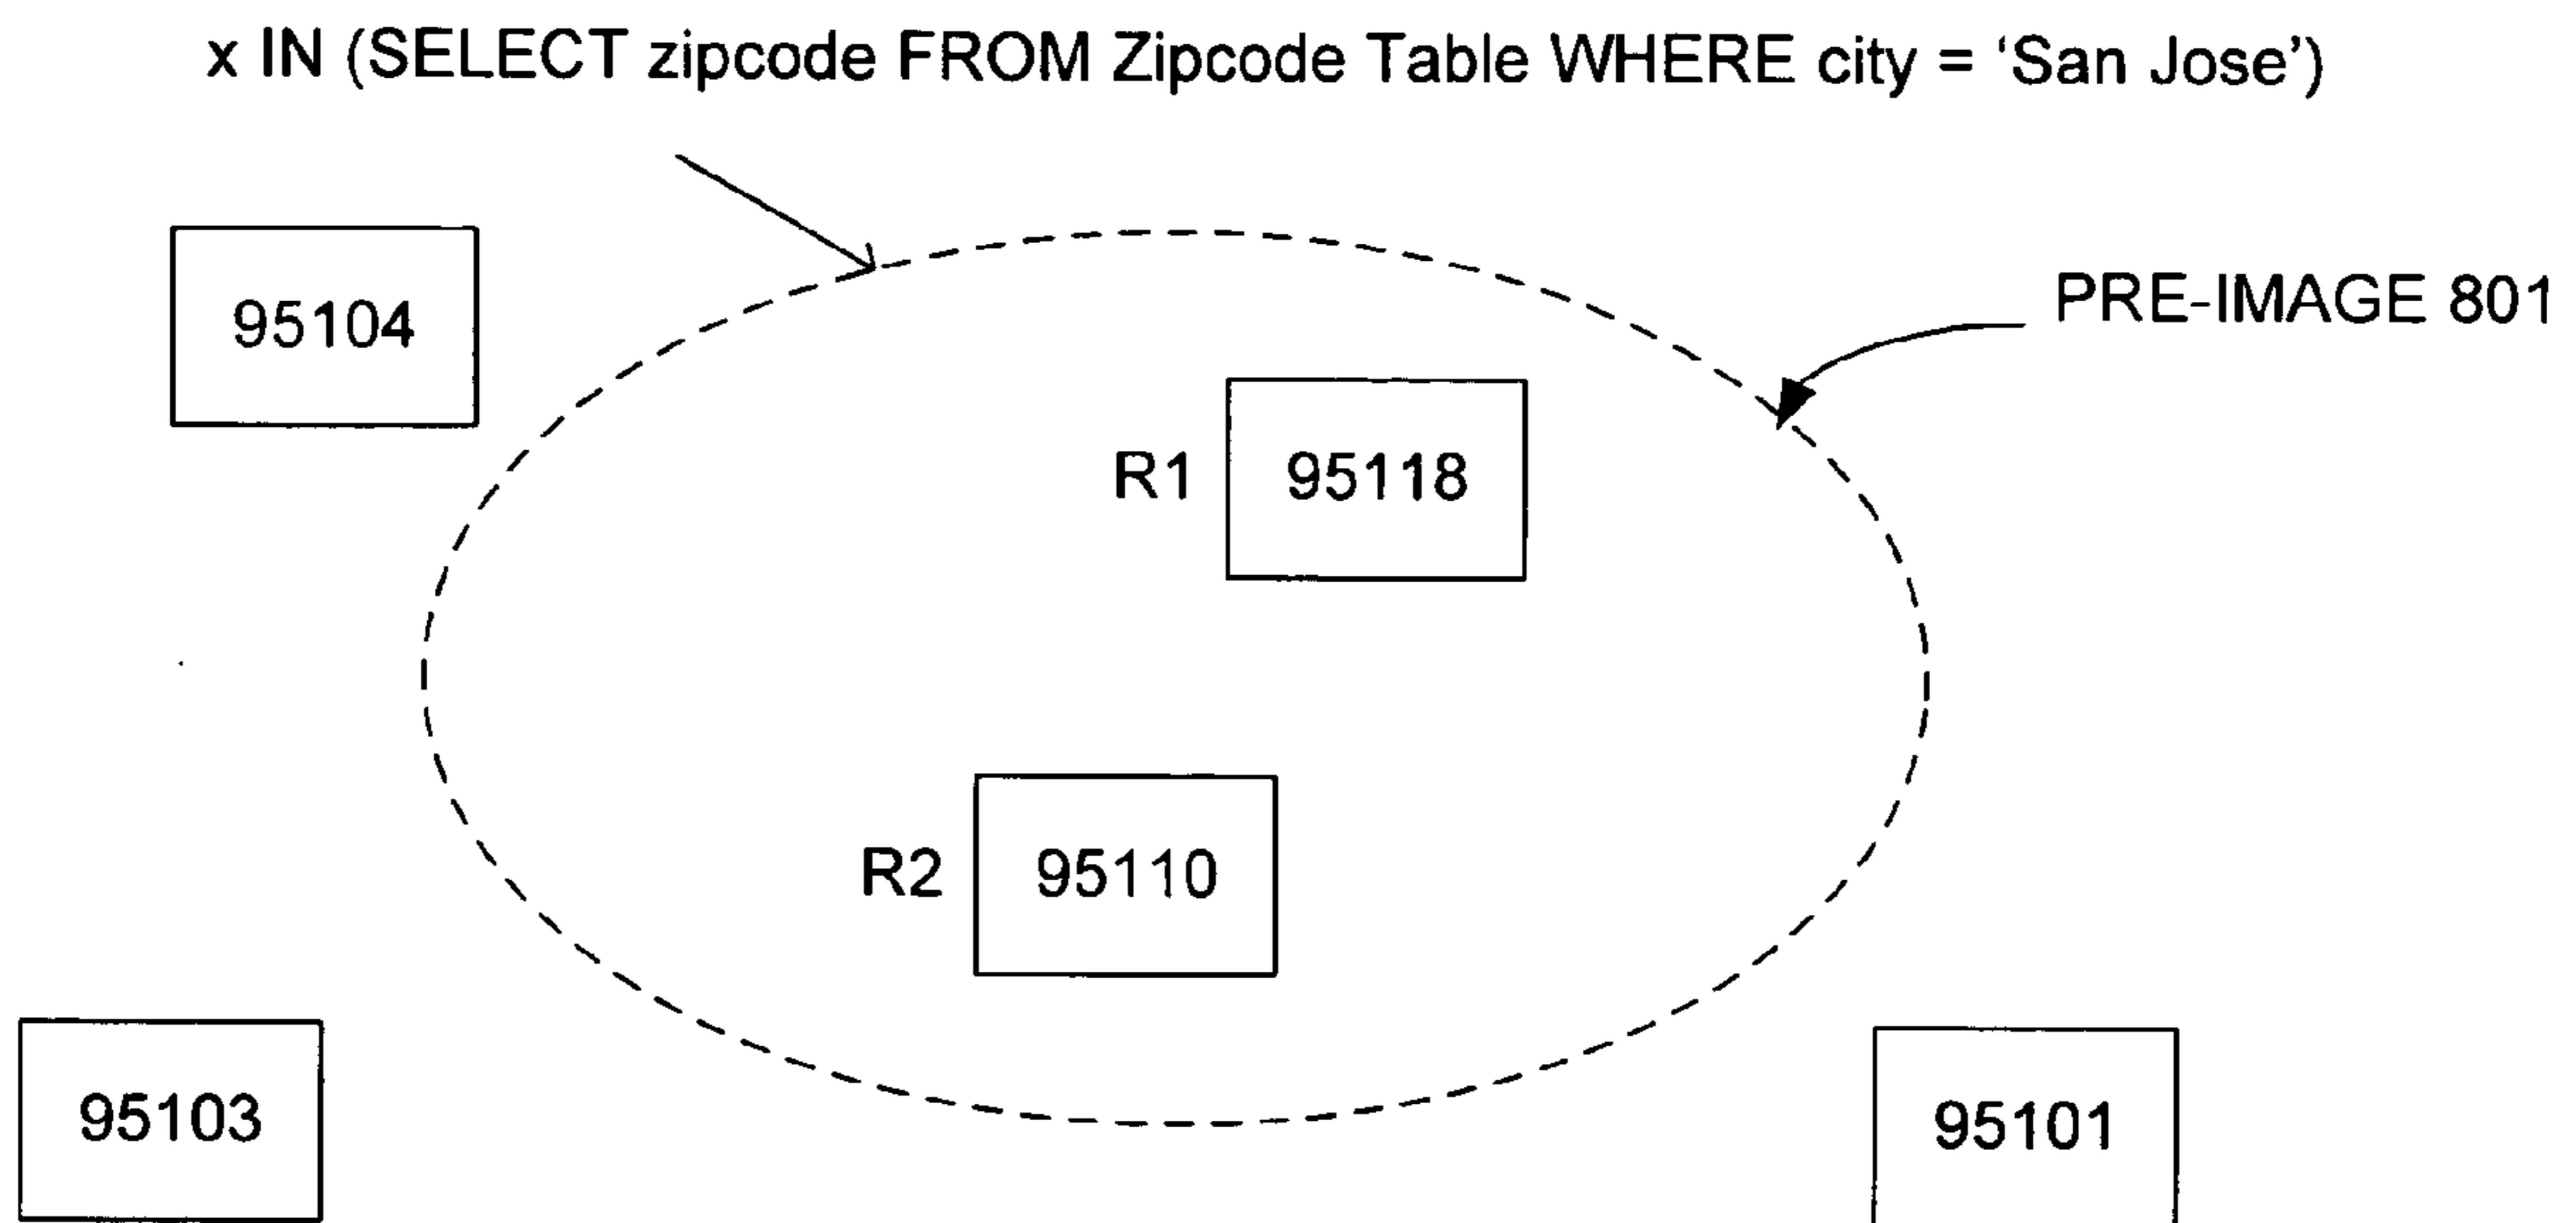 x IN (SELECT zipcode FROM Zipcode Table WHERE city = ‘San Jose’)
95104
PRE-IMAGE 801
R1 95118
R2 95110
95103
95101